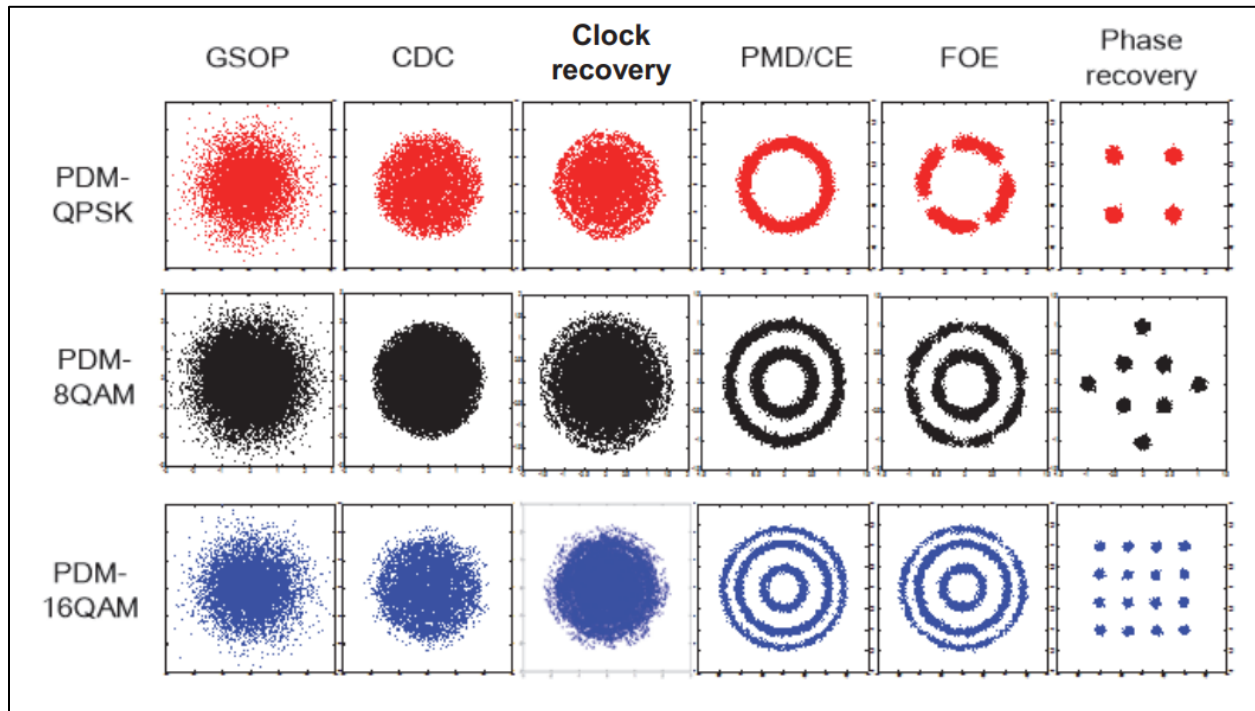 GSOP
CDC
Clock
recovery
PMD/CE
FOE
Phase
recovery
PDM-
QPSK
PDM-
8QAM
PDM-
16QAM